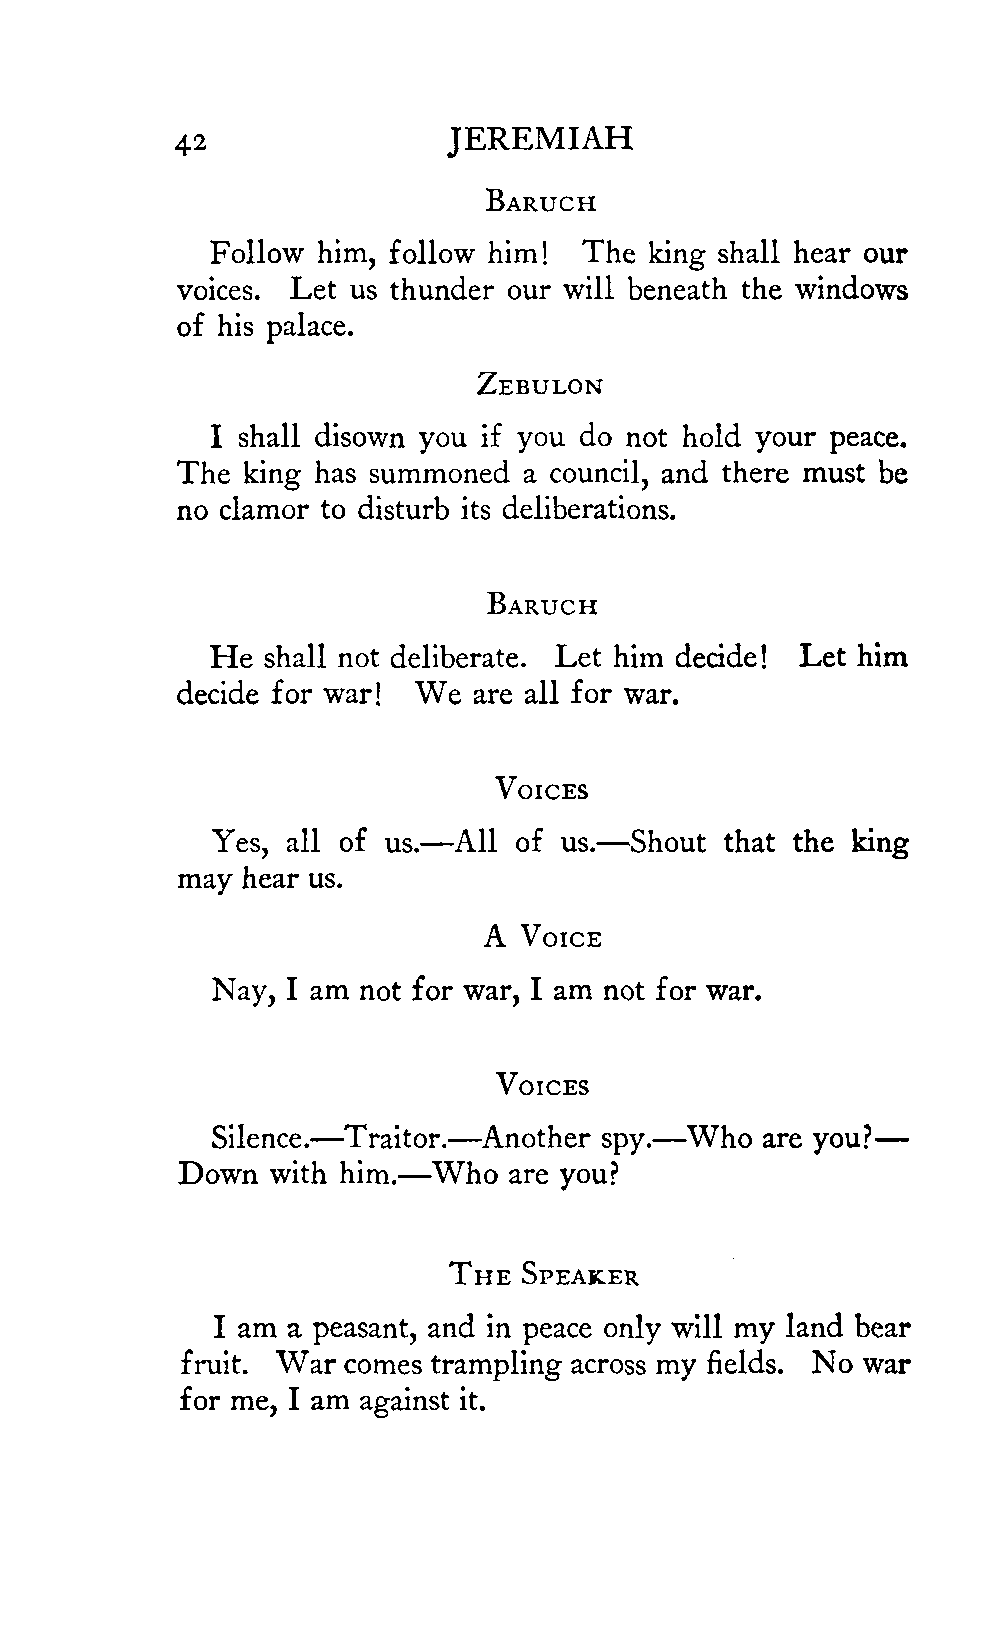 42 JEREMIAH
BARUCH
Follow him, follow him! The king shall hear our
voices. Let us thunder our will beneath the windows
of his palace.
ZEBULON
I shall disown you if you do not hold your peace.
The king has summoned a council, and there must be
no clamor to disturb its deliberations.
BARUCH
He shall not deliberate. Let him decide! Let him
decide for war! We are all for war.
VOICES
Yes, all of us.—All of us.—Shout that the king
may hear us.
A VOICE
Nay, I am not for war, I am not for war.
VOICES
Silence.—Traitor.—Another spy.—Who are you?—
Down with him.—Who are you?
THE SPEAKER
I am a peasant, and in peace only will my land bear
fruit. War comes trampling across my fields. No war
for me, I am against it.